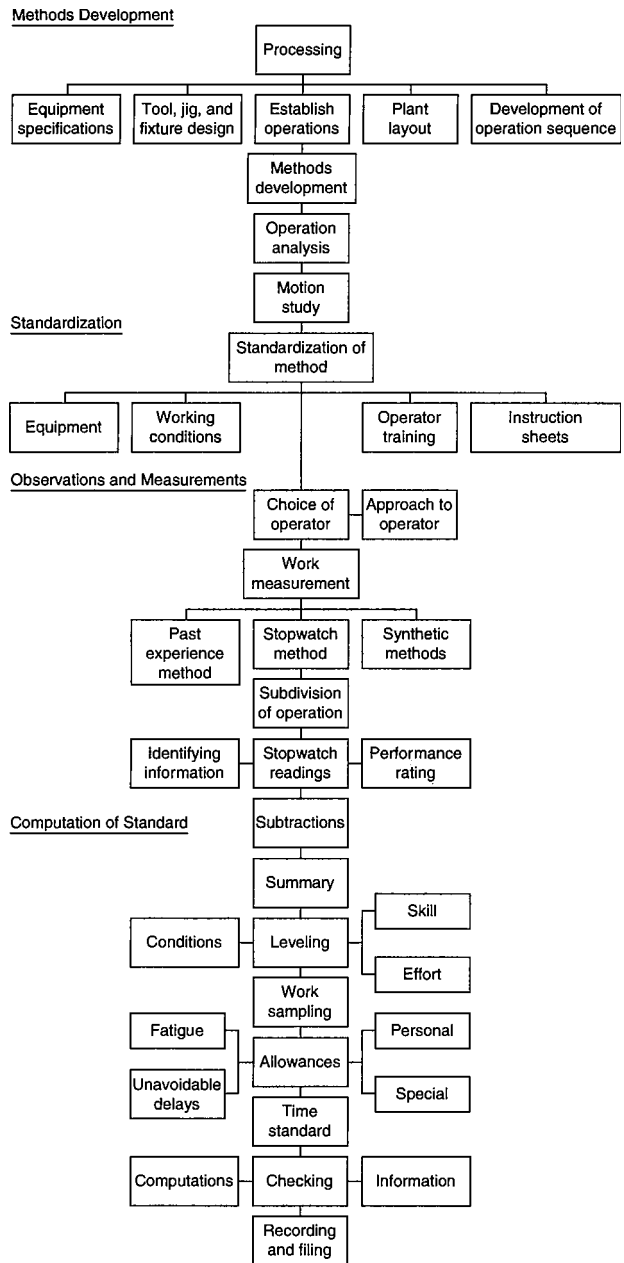 Methods Development
Processing
Equipment
specifications
Tool, jig, and
fixture design
Establish
operations
Plant
layout
Development of
operation sequence
Methods
development
Operation
analysis
Motion
study
Standardization
Standardization of
method
Equipment
Working
conditions
Operator
training
Instruction
sheets
Observations and Measurements
Choice of
operator
Approach to
operator
Work
measurement
Past
experience
method
Stopwatch
method
Synthetic
methods
Subdivision
of operation
Identifying
information
Stopwatch
readings
Performance
rating
Computation of Standard
Subtractions
Summary
Skill
Conditions
Leveling
Effort
Work
sampling
Fatigue
Personal
Allowances
Unavoidable
delays
Special
Time
standard
Computations
Checking
Information
Recording
and filing